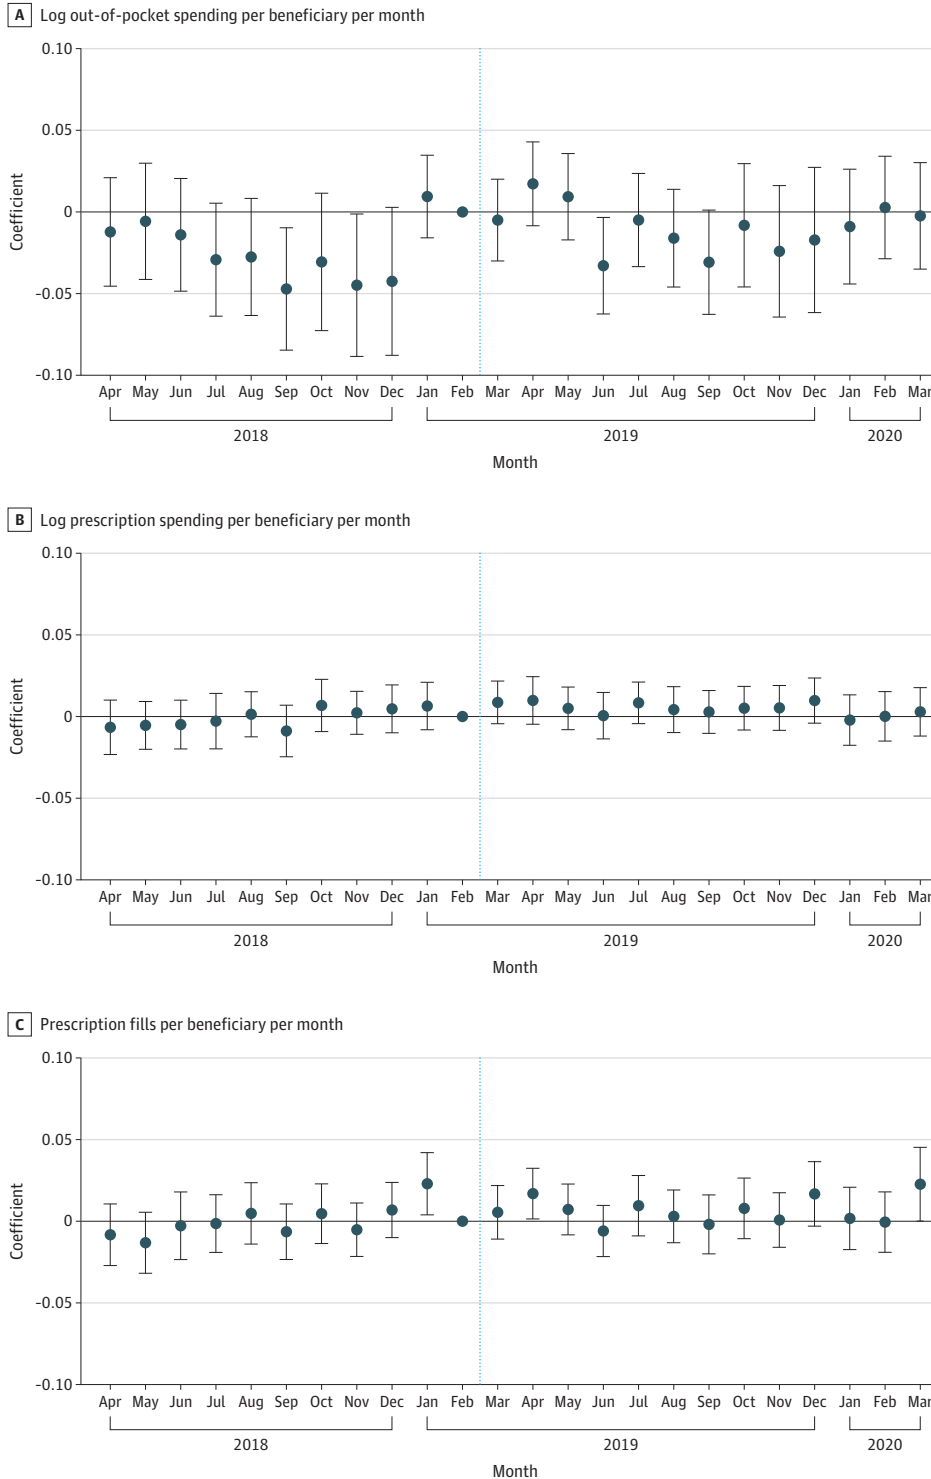 A Log out-of-pocket spending per beneficiary per month
0.10
0.05
0
-0.05
-0.10
Coefficient
Apr May Jun Jul Aug Sep Oct Nov Dec Jan Feb Mar Apr May Jun Jul Aug Sep Oct Nov Dec Jan Feb Mar
2018 2019 2020
Month
B Log prescription spending per beneficiary per month
0.10
0.05
0
-0.05
-0.10
Coefficient
Apr May Jun Jul Aug Sep Oct Nov Dec Jan Feb Mar Apr May Jun Jul Aug Sep Oct Nov Dec Jan Feb Mar
2018 2019 2020
Month
C Prescription fills per beneficiary per month
0.10
0.05
0
-0.05
-0.10
Coefficient
Apr May Jun Jul Aug Sep Oct Nov Dec Jan Feb Mar Apr May Jun Jul Aug Sep Oct Nov Dec Jan Feb Mar
2018 2019 2020
Month